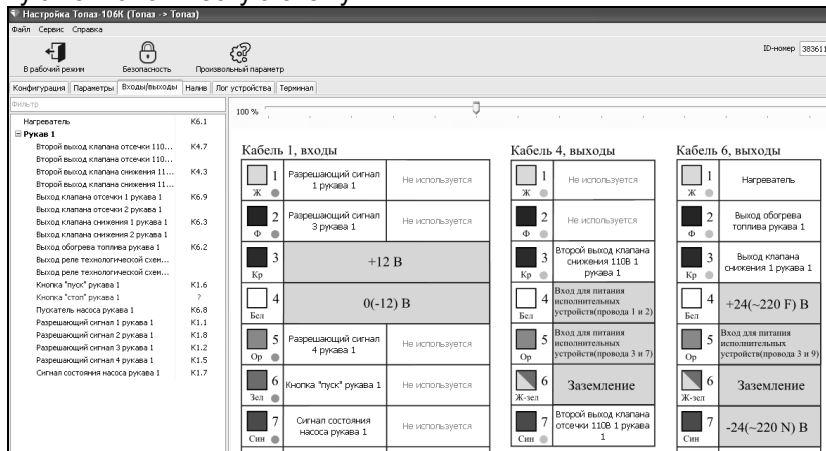 Настройка Топаз-106К (Топаз -> Топаз)
Файл Сервис Справка
В рабочий режим Безопасность Произвольный параметр
ID-номер 383611
Конфигурация Параметры Входы/выходы Налив Лог устройства Терминал
Фильтр
Нагреватель К6.1
Рукав 1
Второй выход клапана отсечки 110... К4.7
Второй выход клапана отсечки 110...
Второй выход клапана снижения 11... К4.3
Второй выход клапана снижения 11...
Выход клапана отсечки 1 рукава 1 К6.9
Выход клапана отсечки 2 рукава 1
Выход клапана снижения 1 рукава 1 К6.3
Выход клапана снижения 2 рукава 1
Выход обогрева топлива рукава 1 К6.2
Выход реле технологической схем...
Выход реле технологической схем...
Кнопка "пуск" рукава 1 К1.6
Кнопка "стоп" рукава 1 ?
Пускатель насоса рукава 1 К6.8
Разрешающий сигнал 1 рукава 1 К1.1
Разрешающий сигнал 2 рукава 1 К1.8
Разрешающий сигнал 3 рукава 1 К1.2
Разрешающий сигнал 4 рукава 1 К1.5
Сигнал состояния насоса рукава 1 К1.7
100 %
Кабель 1, входы
1 Ж
Разрешающий сигнал
1 рукава 1
Не используется
2 Ф
Разрешающий сигнал
3 рукава 1
Не используется
3 Кр
+12 В
4 Бел
0(-12) В
5 Ор
Разрешающий сигнал
4 рукава 1
Не используется
6 Зел
Кнопка "пуск" рукава 1
Не используется
7 Син
Сигнал состояния
насоса рукава 1
Не используется
Кабель 4, выходы
1 Ж
Не используется
2 Ф
Не используется
3 Кр
Второй выход клапана
снижения 110В 1
рукава 1
4 Бел
Вход для питания
исполнительных
устройств(провода 1 и 2)
5 Ор
Вход для питания
исполнительных
устройств(провода 3 и 7)
6 Ж-зел
Заземление
7 Син
Второй выход клапана
отсечки 110В 1 рукава
1
Кабель 6, выходы
1 Ж
Нагреватель
2 Ф
Выход обогрева
топлива рукава 1
3 Кр
Выход клапана
снижения 1 рукава 1
4 Бел
+24(~220 F) В
5 Ор
Вход для питания
исполнительных
устройств(провода 3 и 9)
6 Ж-зел
Заземление
7 Син
-24(~220 N) В